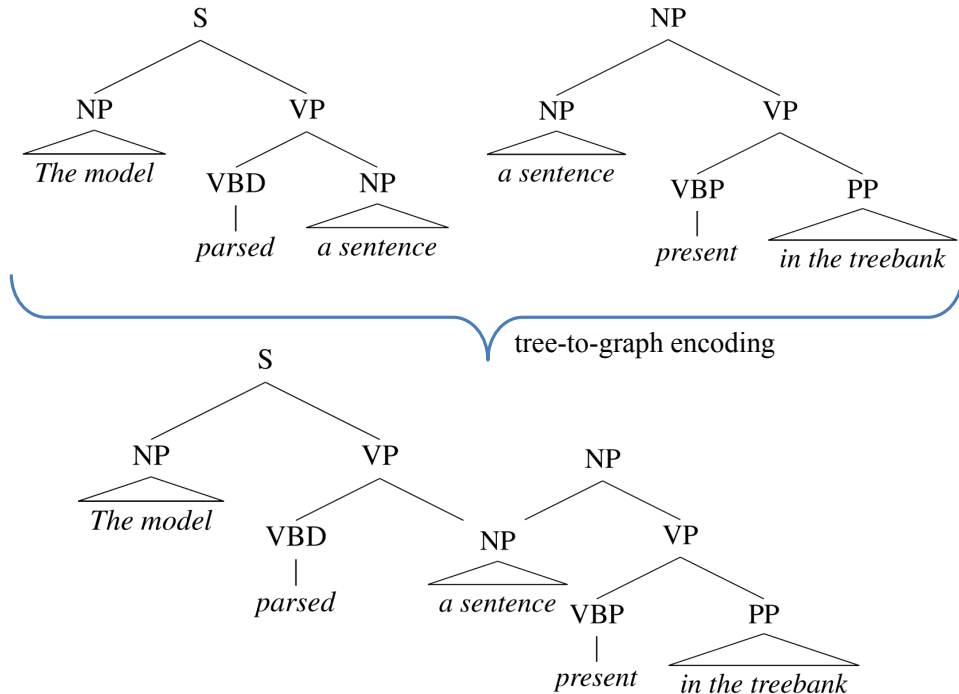 S
NP VP
The model
VBD NP
parsed a sentence
NP
NP VP
a sentence
VBP PP
present in the treebank
tree-to-graph encoding
S
NP VP NP
The model
VBD NP VP
parsed a sentence
VBP PP
present in the treebank